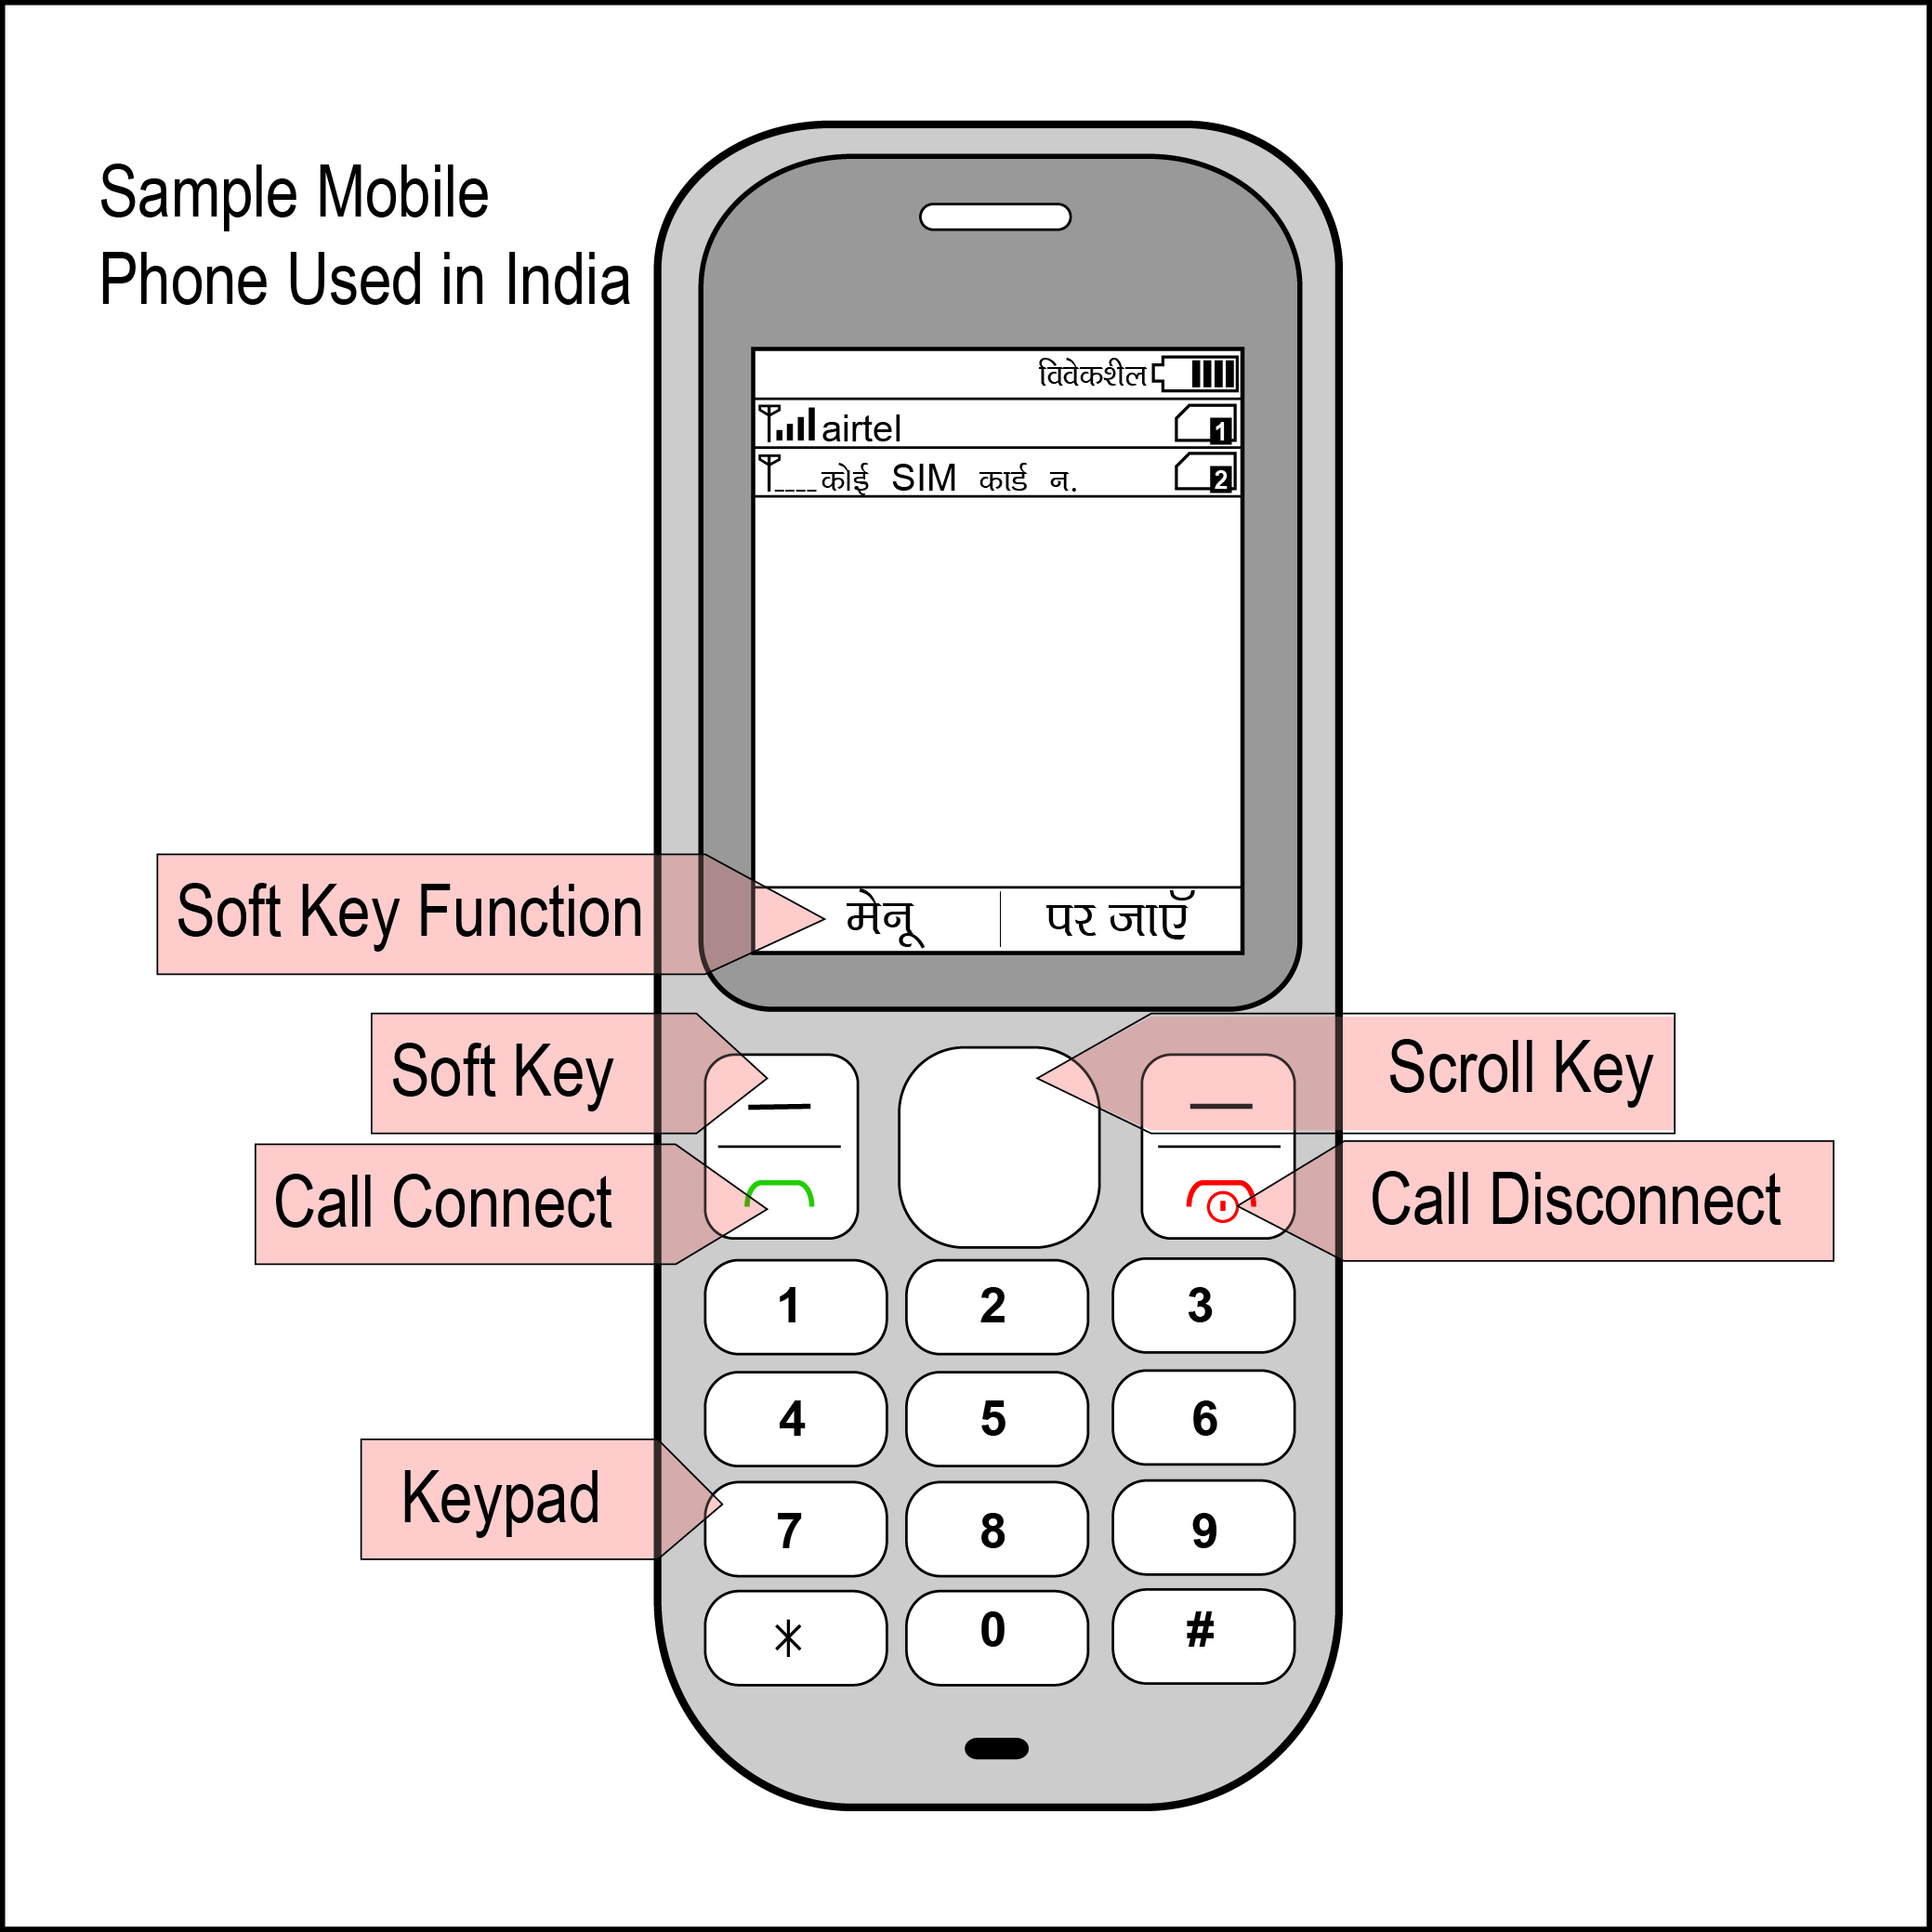 Sample Mobile
Phone Used in India
विवेकशील
airtel 1
कोई SIM कार्ड न. 2
मेनू पर जाएँ
Soft Key Function
Soft Key Scroll Key
Call Connect Call Disconnect
1 2 3
4 5 6
Keypad
7 8 9
* 0 #